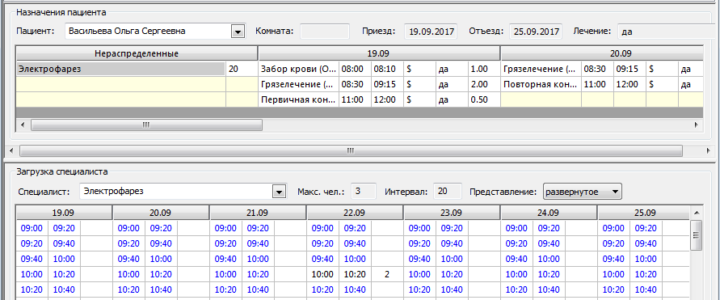 Назначения пациента
Пациент: Васильева Ольга Сергеевна Комната: Приезд: 19.09.2017 Отъезд: 25.09.2017 Лечение: да
Нераспределенные 19.09 20.09
Электрофарез 20 Забор крови (О... 08:00 08:10 $ да 1.00 Грязелечение (... 08:30 09:15 $ да
Грязелечение (... 08:30 09:15 $ да 2.00 Повторная кон... 11:00 12:00 $ да
Первичная кон... 11:00 12:00 $ да 0.50
Загрузка специалиста
Специалист: Электрофарез Макс. чел.: 3 Интервал: 20 Представление: развернутое
19.09 20.09 21.09 22.09 23.09 24.09 25.09
09:00 09:20 09:00 09:20 09:00 09:20 09:00 09:20 09:00 09:20 09:00 09:20 09:00 09:20
09:20 09:40 09:20 09:40 09:20 09:40 09:20 09:40 09:20 09:40 09:20 09:40 09:20 09:40
09:40 10:00 09:40 10:00 09:40 10:00 09:40 10:00 09:40 10:00 09:40 10:00 09:40 10:00
10:00 10:20 10:00 10:20 10:00 10:20 10:00 10:20 2 10:00 10:20 10:00 10:20 10:00 10:20
10:20 10:40 10:20 10:40 10:20 10:40 10:20 10:40 10:20 10:40 10:20 10:40 10:20 10:40